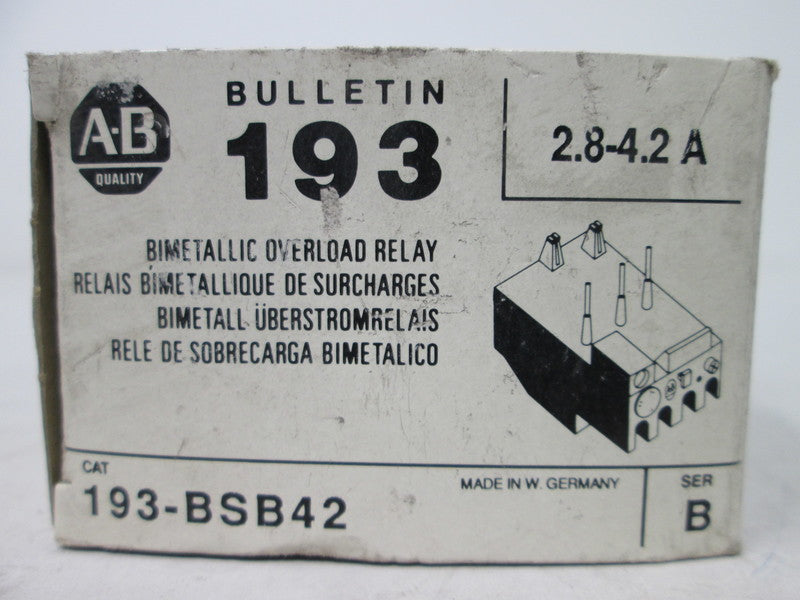 A-B
QUALITY
BULLETIN
193
2.8-4.2 A
BIMETALLIC OVERLOAD RELAY
RELAIS BIMETALLIQUE DE SURCHARGES
BIMETALL ÜBERSTROMRELAIS
RELE DE SOBRECARGA BIMETALICO
CAT
193-BSB42
MADE IN W. GERMANY
SER
B